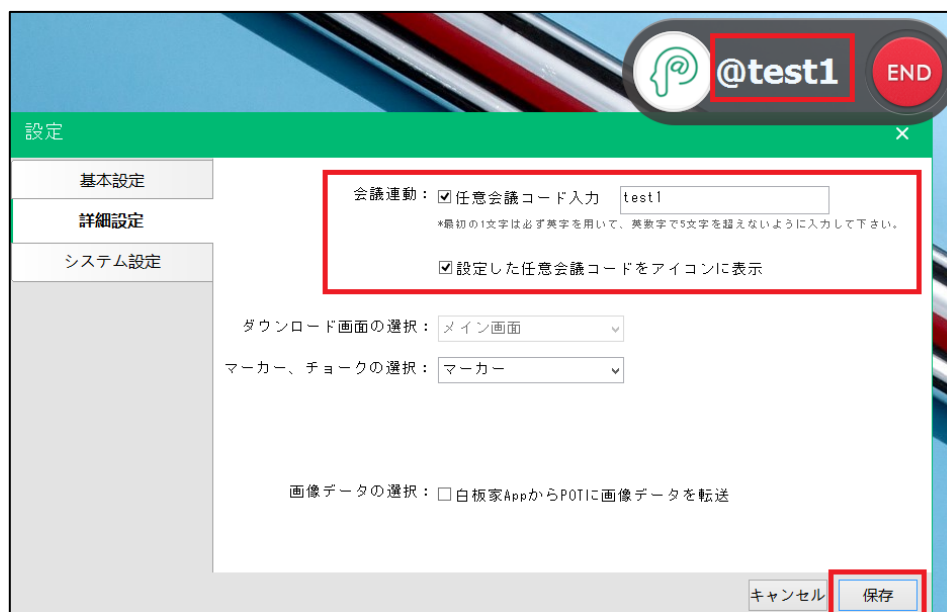 @test1
END
設定
基本設定
詳細設定
システム設定
会議連動： 任意会議コード入力 test1
*最初の1文字は必ず英字を用いて、英数字で5文字を超えないように入力して下さい。
設定した任意会議コードをアイコンに表示
ダウンロード画面の選択： メイン画面
マーカー、チョークの選択： マーカー
画像データの選択： 白板家AppからPOTIに画像データを転送
キャンセル 保存